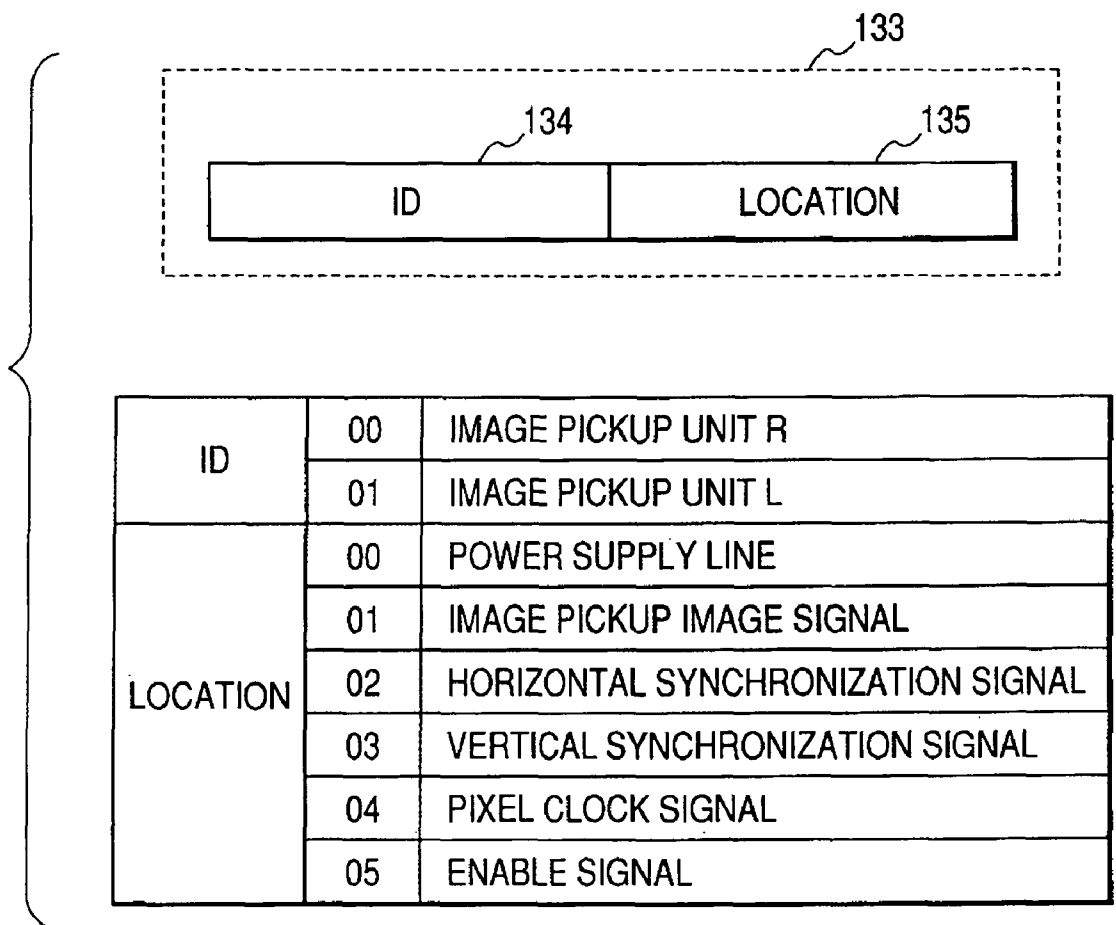 133
134
135
ID LOCATION
ID
00 IMAGE PICKUP UNIT R
01 IMAGE PICKUP UNIT L
LOCATION
00 POWER SUPPLY LINE
01 IMAGE PICKUP IMAGE SIGNAL
02 HORIZONTAL SYNCHRONIZATION SIGNAL
03 VERTICAL SYNCHRONIZATION SIGNAL
04 PIXEL CLOCK SIGNAL
05 ENABLE SIGNAL